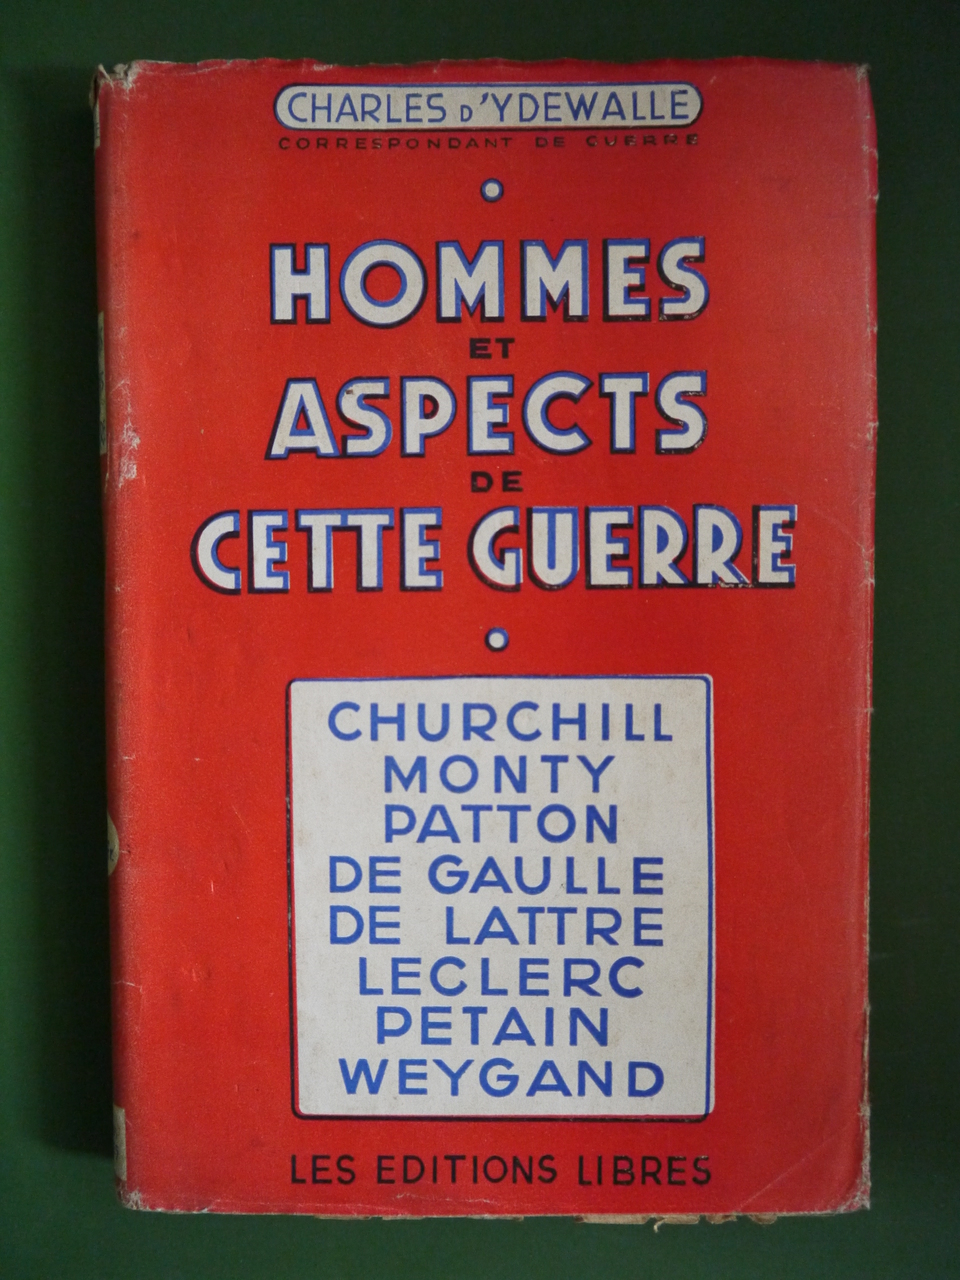 CHARLES D'YDEWALLE
CORRESPONDANT DE GUERRE
HOMMES
ET
ASPECTS
DE
CETTE GUERRE
CHURCHILL
MONTY
PATTON
DE GAULLE
DE LATTRE
LECLERC
PETAIN
WEYGAND
LES EDITIONS LIBRES